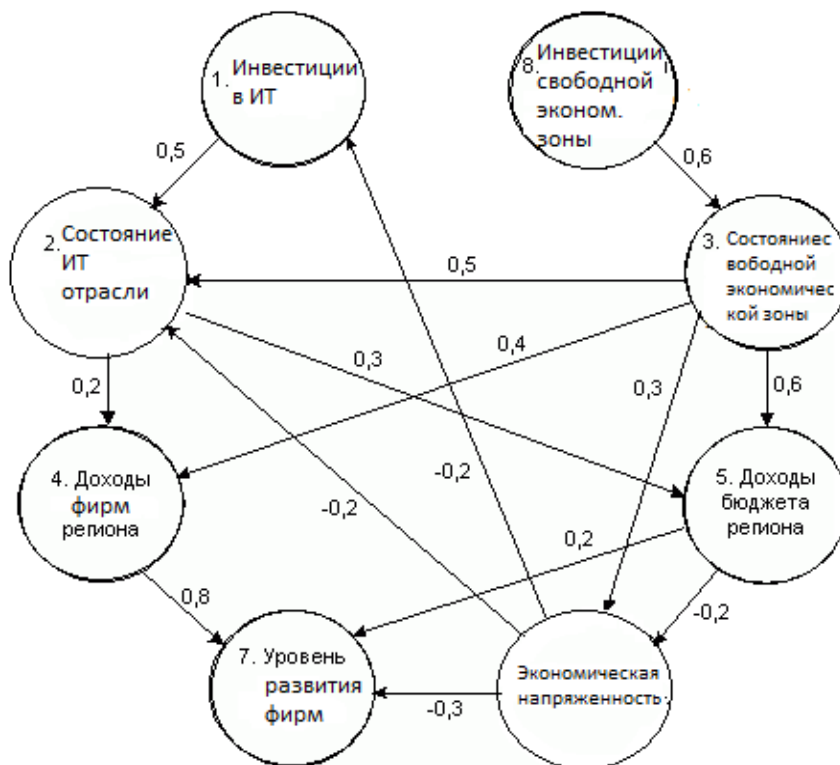 1. Инвестиции
в ИТ
8. Инвестиции
свободной
эконом.
зоны
0,5
0,6
2. Состояние
ИТ
отрасли
3. Состояниес
вободной
экономичес
кой зоны
0,5
0,4
0,3
0,2
0,3
0,6
4. Доходы
фирм
региона
-0,2
-0,2
5. Доходы
бюджета
региона
0,2
0,8
-0,2
7. Уровень
развития
фирм
-0,3
Экономическая
напряженность